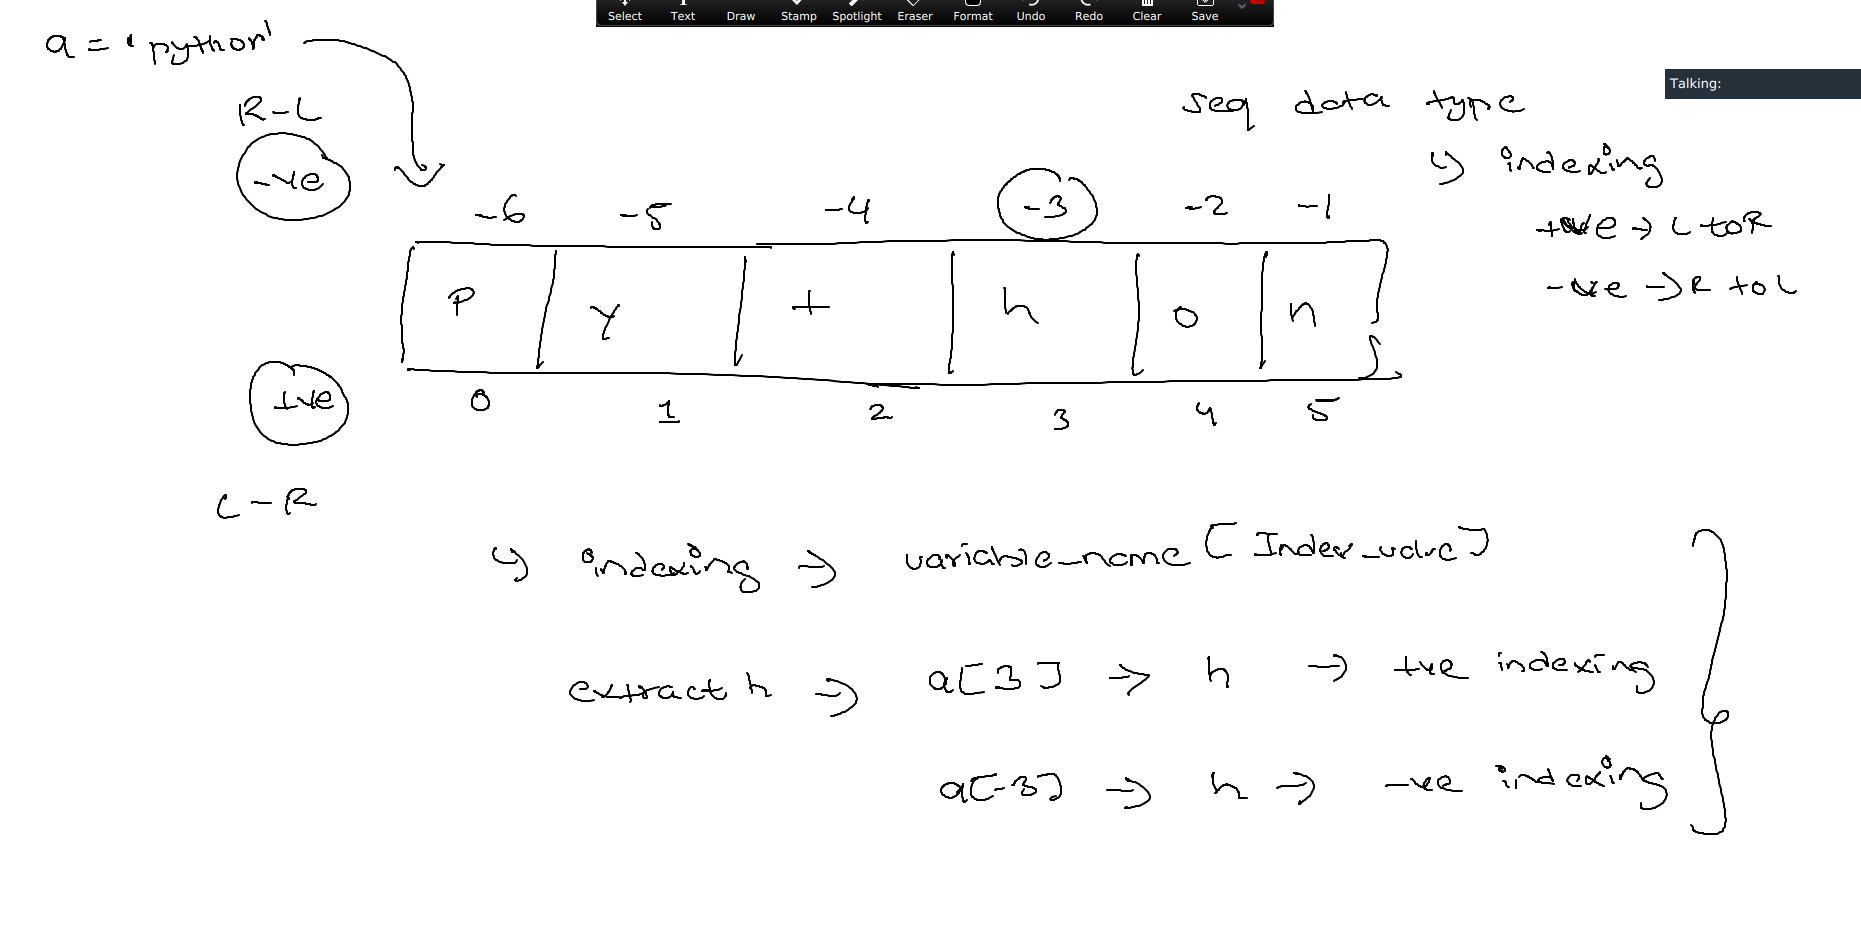 Select Text Draw Stamp Spotlight Eraser Format Undo Redo Clear Save
a = 'python'
Talking:
R-L
seq data type
-ve
↳ indexing
-6 -5 -4 -3 -2 -1
+ve → L to R
-ve → R to L
p y t h o n
+ve
0 1 2 3 4 5
L - R
↳ indexing → variable_name [Index_value]
extract h → a[3] → h → +ve indexing
a[-3] → h → -ve indexing